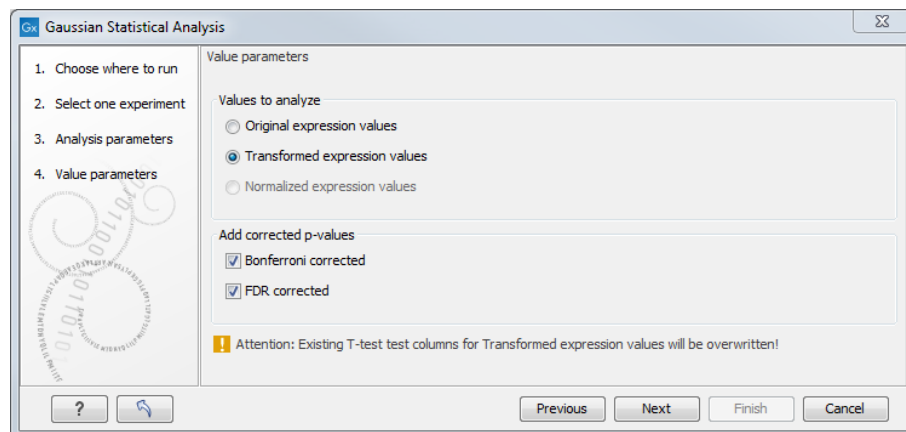 Gx Gaussian Statistical Analysis
1. Choose where to run
2. Select one experiment
3. Analysis parameters
4. Value parameters
Value parameters
Values to analyze
Original expression values
Transformed expression values
Normalized expression values
Add corrected p-values
Bonferroni corrected
FDR corrected
Attention: Existing T-test test columns for Transformed expression values will be overwritten!
?
Previous
Next
Finish
Cancel